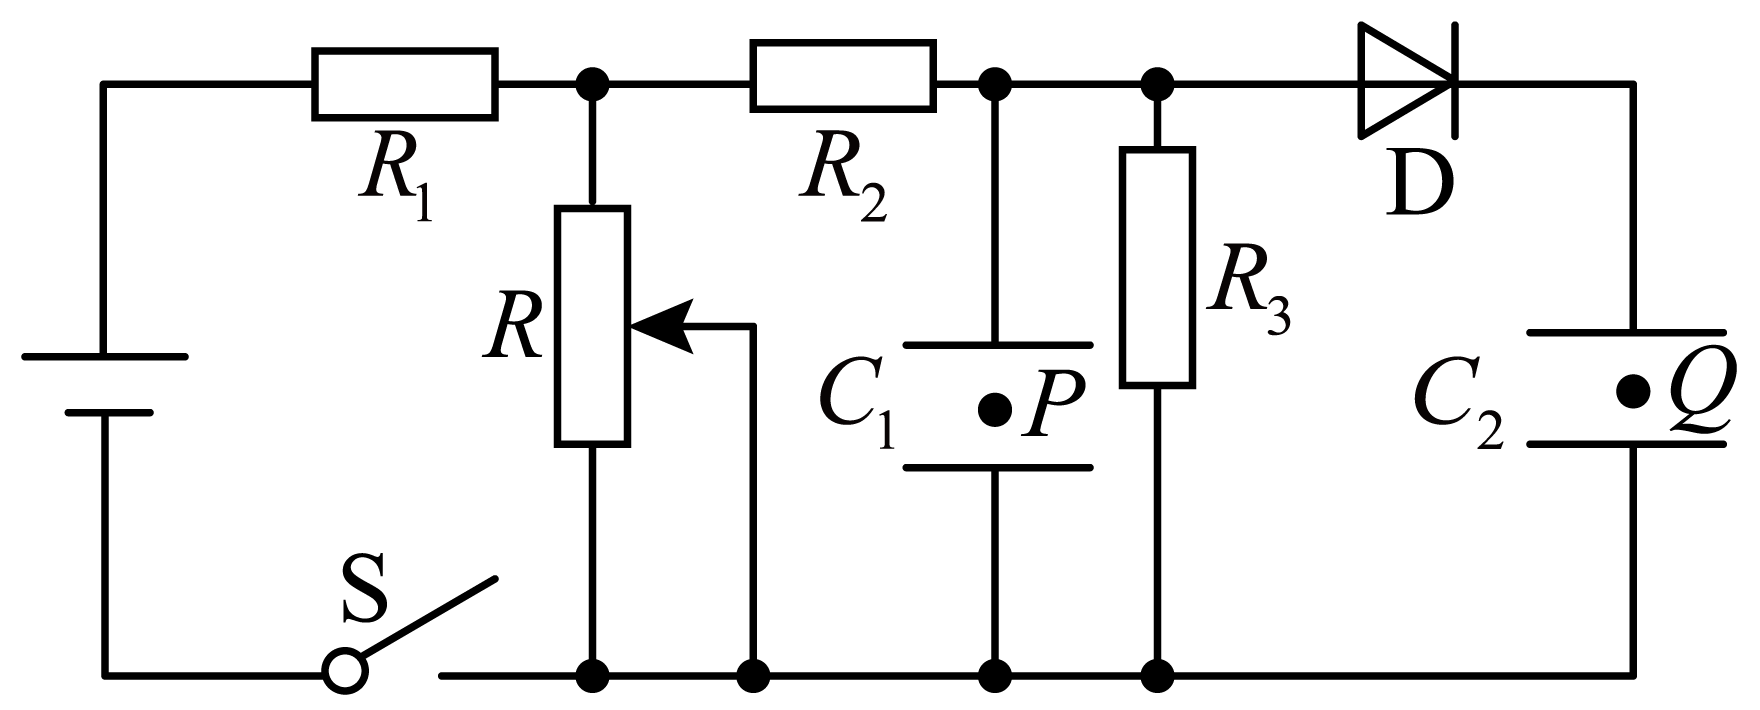 R₁
R₂
D
R
R₃
C₁
P
C₂
Q
S